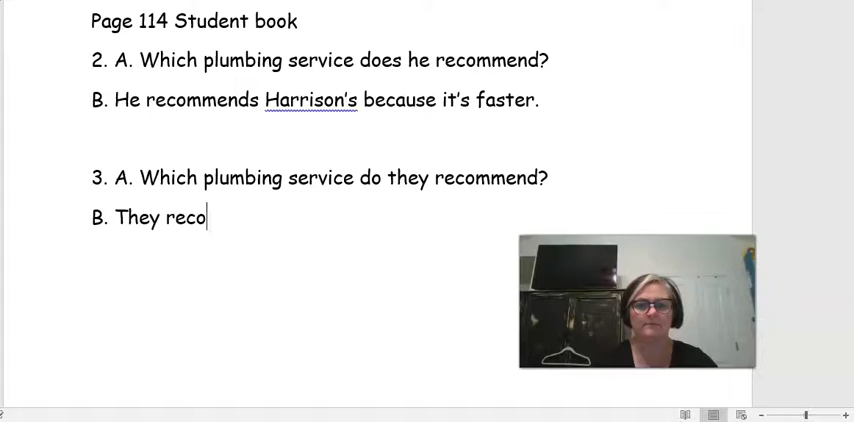 Page 114 Student book
2. A. Which plumbing service does he recommend?
B. He recommends Harrison's because it's faster.
3. A. Which plumbing service do they recommend?
B. They reco